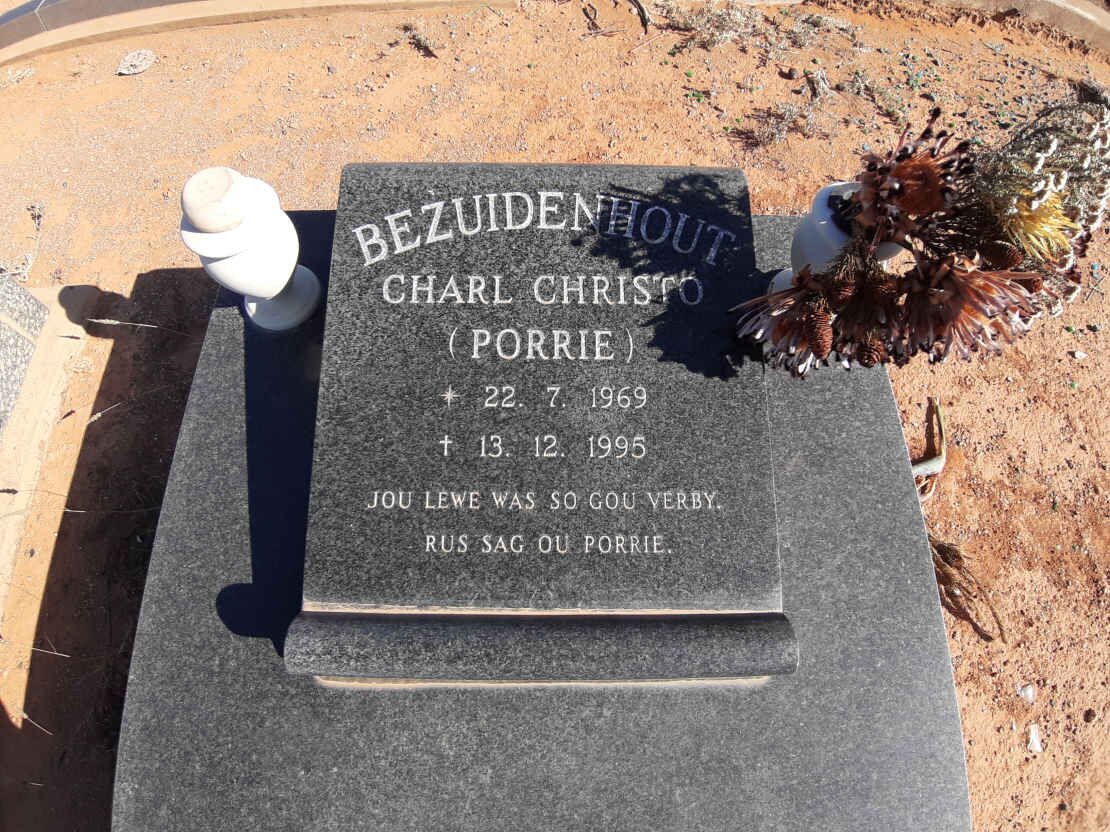 BEZUIDENHOUT
CHARL CHRISTO
(PORRIE)
* 22. 7. 1969
† 13. 12. 1995
JOU LEWE WAS SO GOU VERBY.
RUS SAG OU PORRIE.